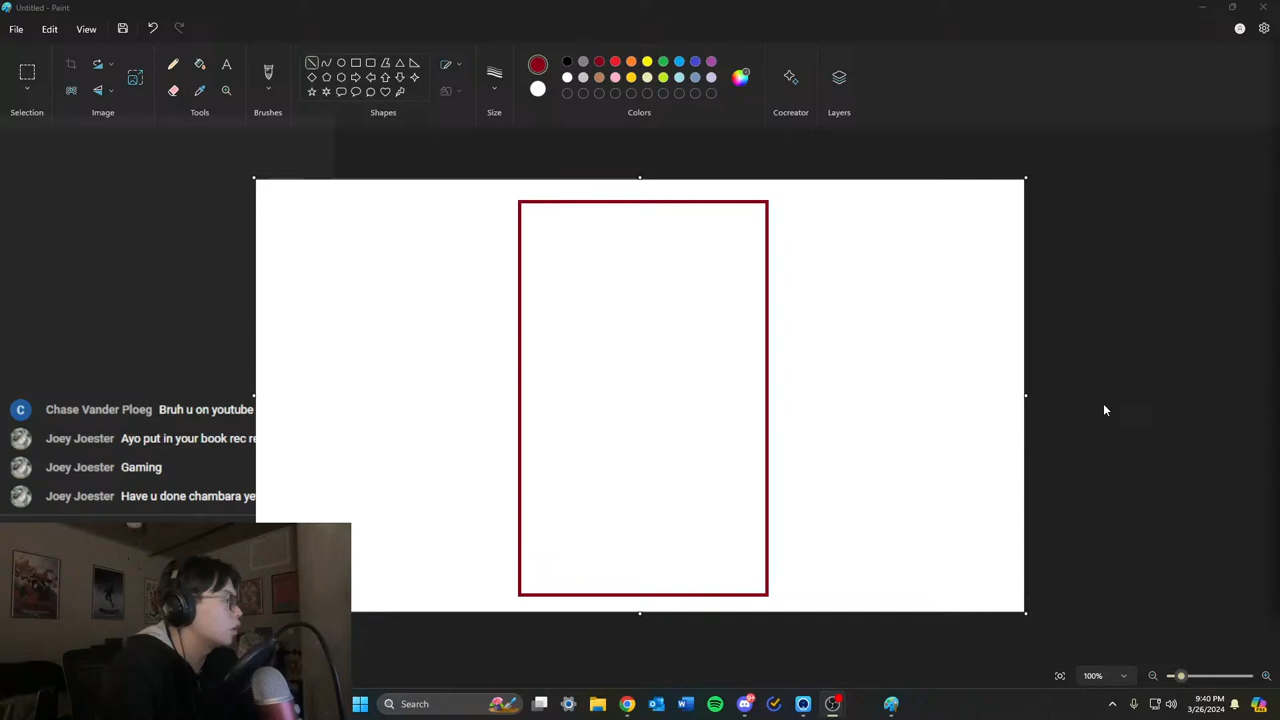 Untitled - Paint
File Edit View
Selection Image Tools Brushes Shapes Size Colors Cocreator Layers
Chase Vander Ploeg Bruh u on youtube
Joey Joester Ayo put in your book rec re
Joey Joester Gaming
Joey Joester Have u done chambara ye
100%
Search
9:40 PM
3/26/2024